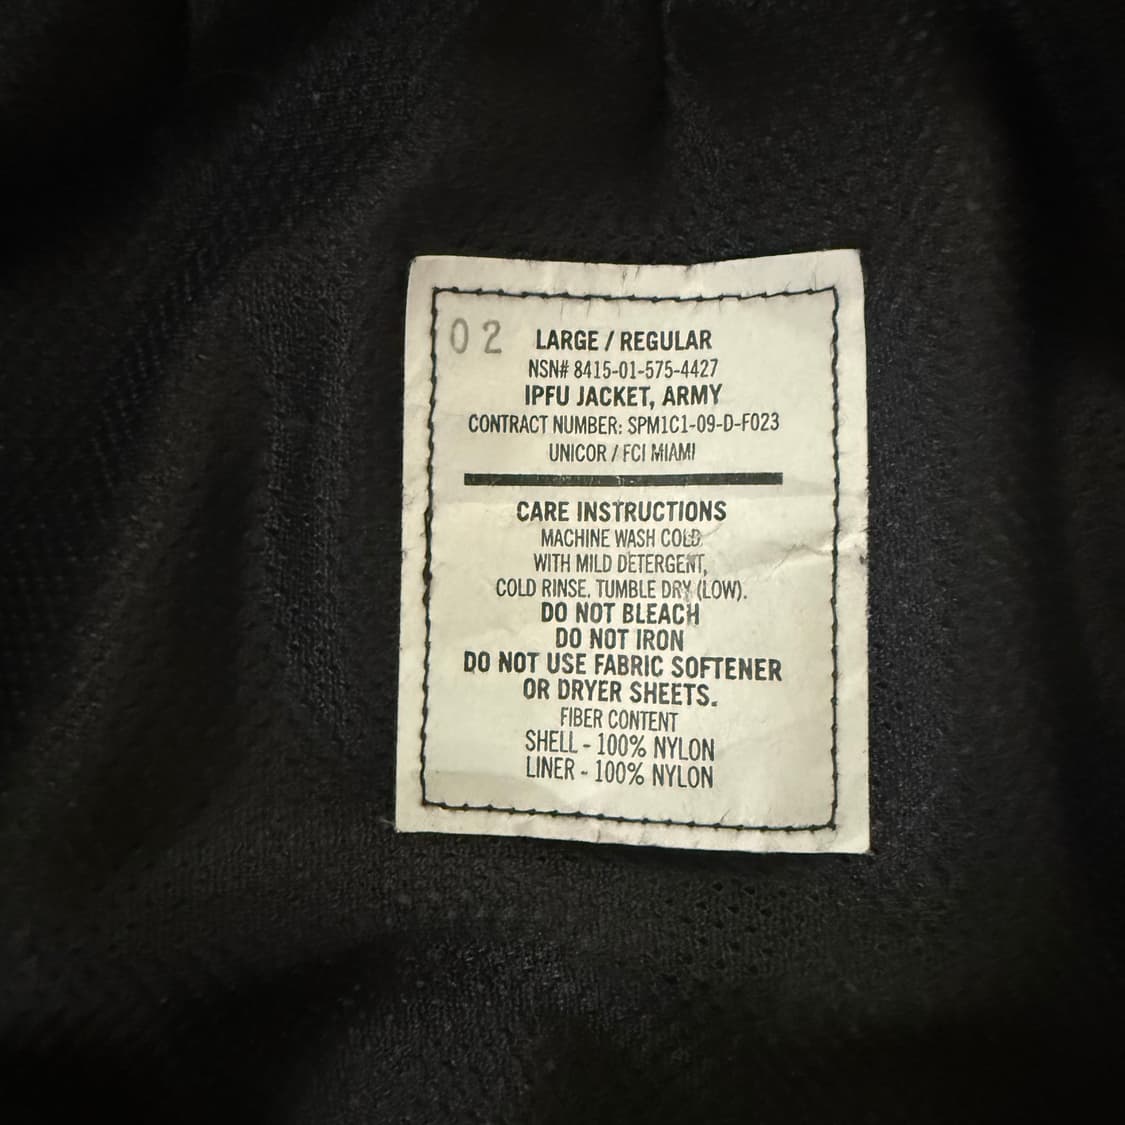 02 LARGE / REGULAR
NSN# 8415-01-575-4427
IPFU JACKET, ARMY
CONTRACT NUMBER: SPM1C1-09-D-F023
UNICOR / FCI MIAMI
CARE INSTRUCTIONS
MACHINE WASH COLD
WITH MILD DETERGENT,
COLD RINSE, TUMBLE DRY (LOW).
DO NOT BLEACH
DO NOT IRON
DO NOT USE FABRIC SOFTENER
OR DRYER SHEETS.
FIBER CONTENT
SHELL - 100% NYLON
LINER - 100% NYLON